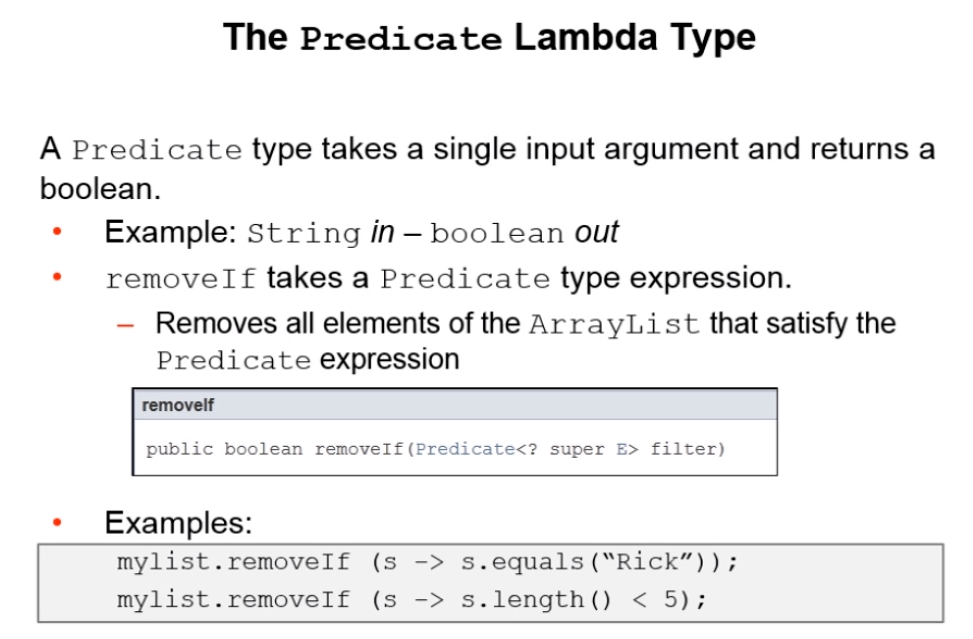 The Predicate Lambda Type
A Predicate type takes a single input argument and returns a
boolean.
• Example: String in – boolean out
• removeIf takes a Predicate type expression.
– Removes all elements of the ArrayList that satisfy the
Predicate expression
removeIf
public boolean removeIf(Predicate<? super E> filter)
• Examples:
mylist.removeIf (s -> s.equals(“Rick”));
mylist.removeIf (s -> s.length() < 5);